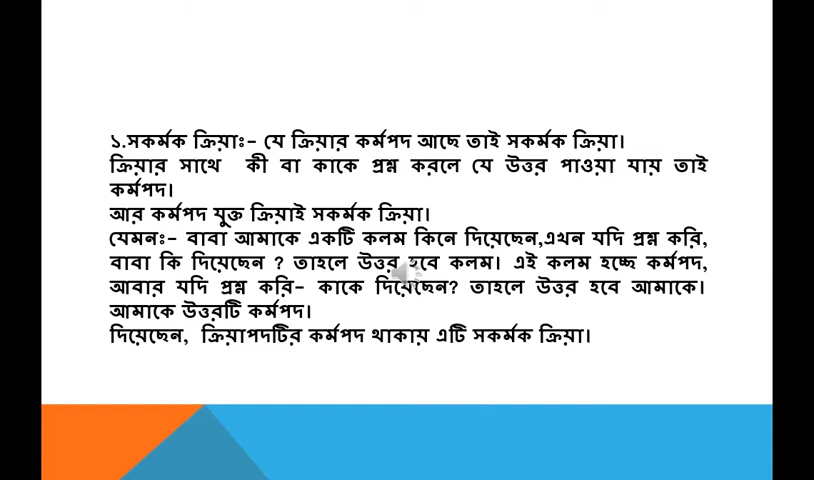 ১.সকর্মক ক্রিয়াঃ- যে ক্রিয়ার কর্মপদ আছে তাই সকর্মক ক্রিয়া।
ক্রিয়ার সাথে কী বা কাকে প্রশ্ন করলে যে উত্তর পাওয়া যায় তাই
কর্মপদ।
আর কর্মপদ যুক্ত ক্রিয়াই সকর্মক ক্রিয়া।
যেমনঃ- বাবা আমাকে একটি কলম কিনে দিয়েছেন,এখন যদি প্রশ্ন করি,
বাবা কি দিয়েছেন ? তাহলে উত্তর হবে কলম। এই কলম হচ্ছে কর্মপদ,
আবার যদি প্রশ্ন করি- কাকে দিয়েছেন? তাহলে উত্তর হবে আমাকে।
আমাকে উত্তরটি কর্মপদ।
দিয়েছেন, ক্রিয়াপদটির কর্মপদ থাকায় এটি সকর্মক ক্রিয়া।